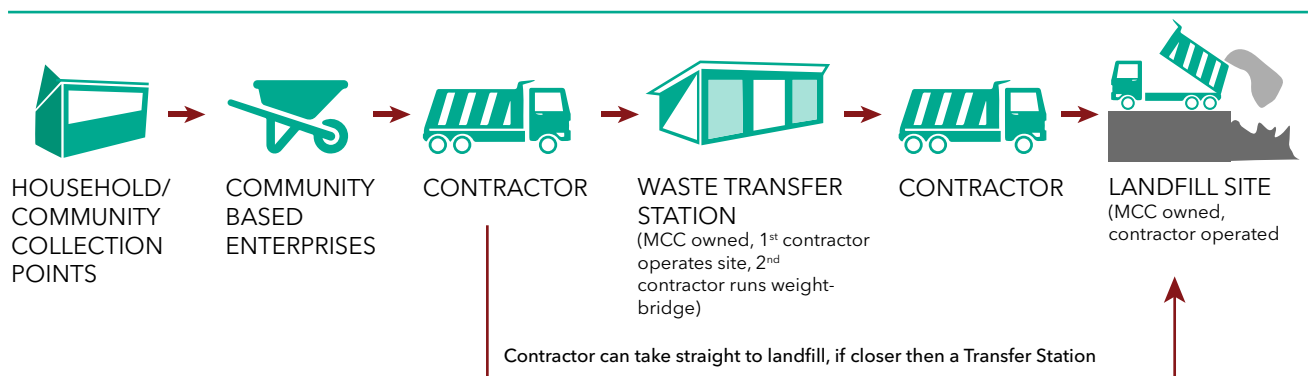 HOUSEHOLD/
COMMUNITY
COLLECTION
POINTS
COMMUNITY
BASED
ENTERPRISES
CONTRACTOR
WASTE TRANSFER
STATION
(MCC owned, 1st contractor
operates site, 2nd
contractor runs weight-
bridge)
CONTRACTOR
LANDFILL SITE
(MCC owned,
contractor operated
Contractor can take straight to landfill, if closer then a Transfer Station